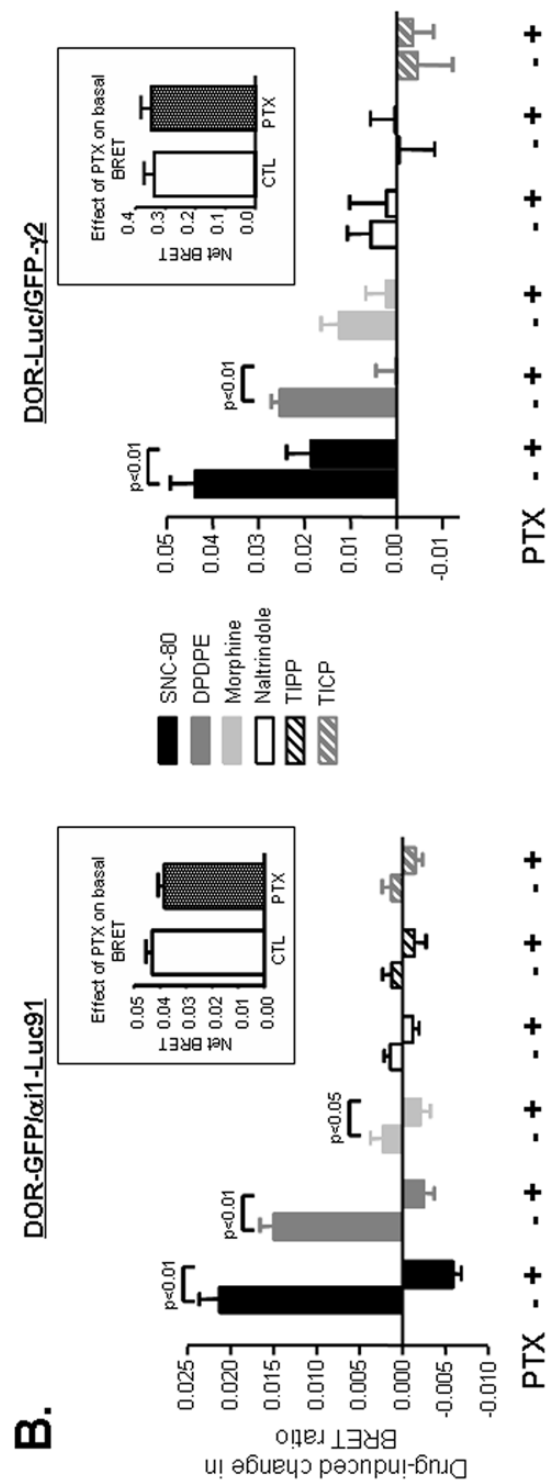 B.
DOR-GFP/αi1-Luc91
Drug-induced change in
BRET ratio
0.025
0.020
0.015
0.010
0.005
0.000
-0.005
-0.010
p<0.01
p<0.01
p<0.05
PTX - + - + - + - + - + - +
Effect of PTX on basal
BRET
Net BRET
0.05
0.04
0.03
0.02
0.01
0.00
CTL PTX
SNC-80
DPDPE
Morphine
Naltrindole
TIPP
TICP
DOR-Luc/GFP-γ2
0.05
0.04
0.03
0.02
0.01
0.00
-0.01
p<0.01
p<0.01
PTX - + - + - + - + - + - +
Effect of PTX on basal
BRET
Net BRET
0.4
0.3
0.2
0.1
0.0
CTL PTX